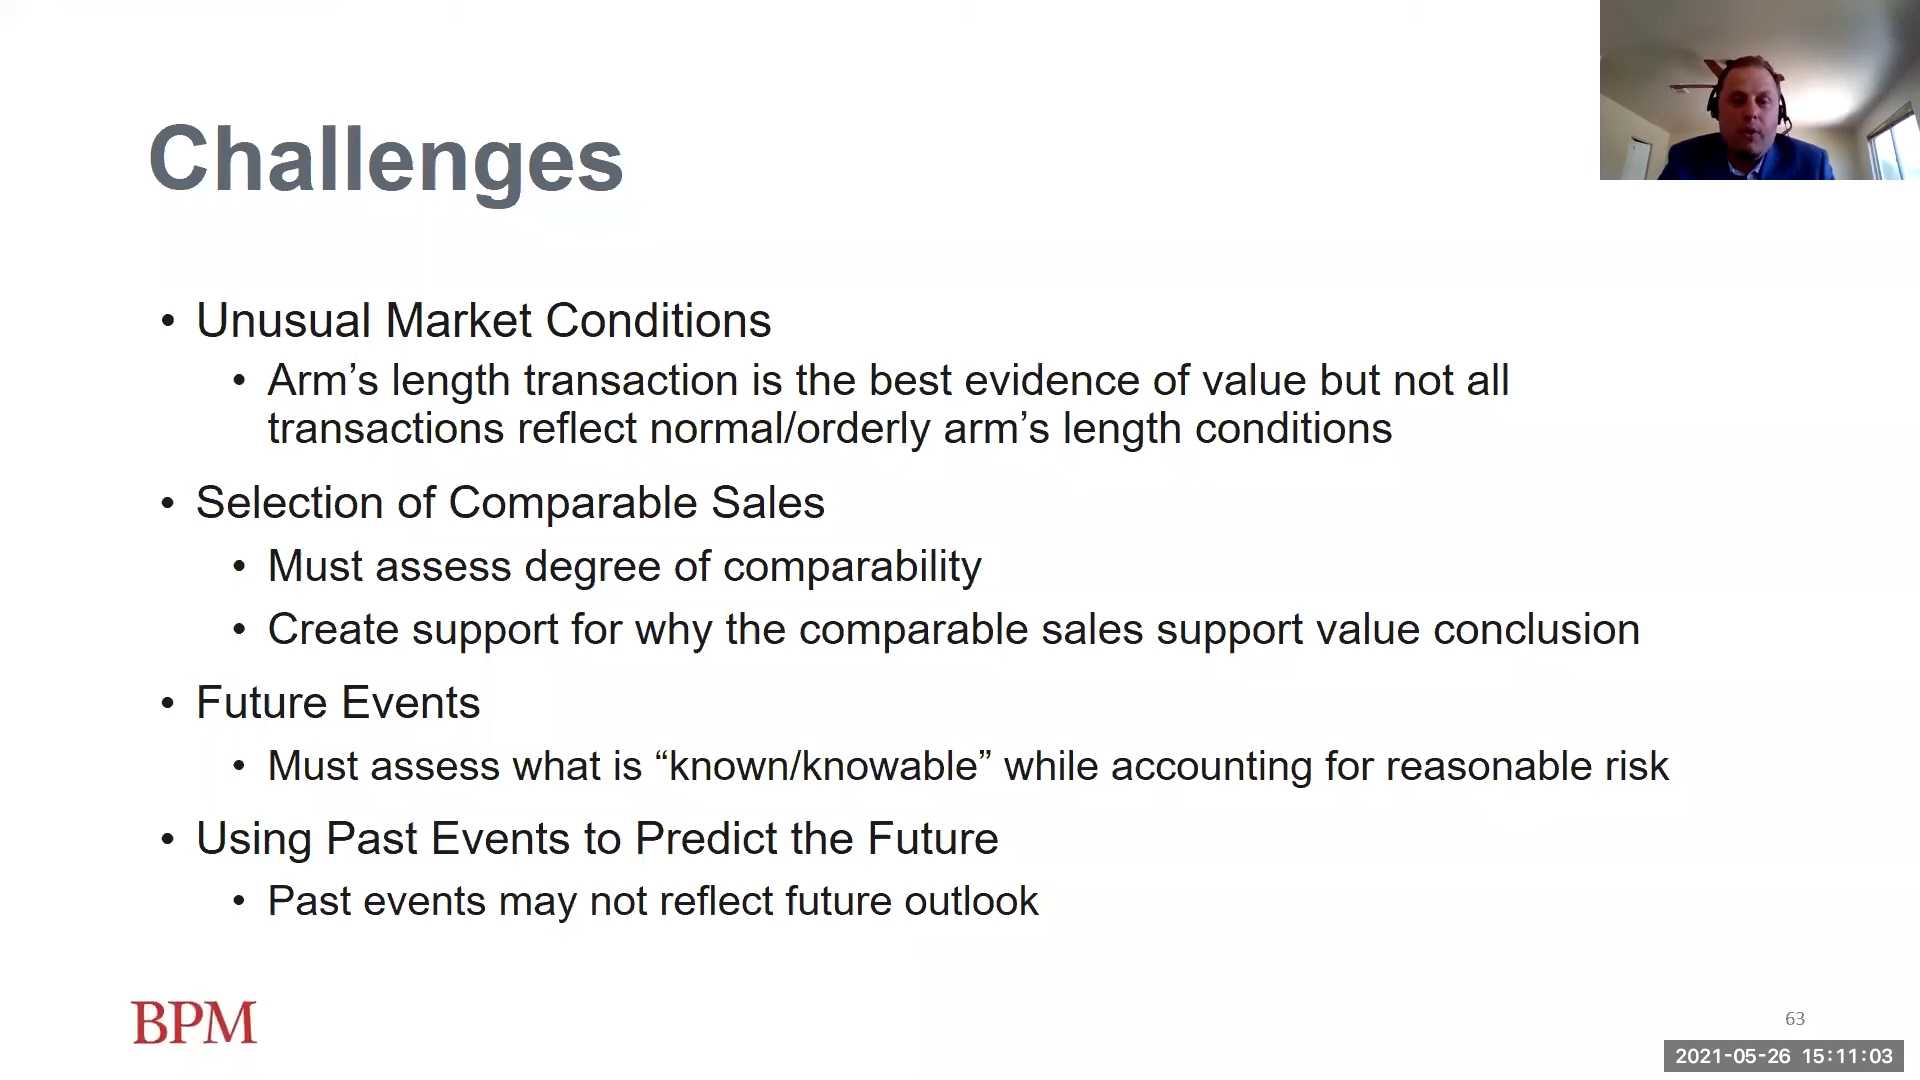 Challenges
• Unusual Market Conditions
• Arm’s length transaction is the best evidence of value but not all
transactions reflect normal/orderly arm’s length conditions
• Selection of Comparable Sales
• Must assess degree of comparability
• Create support for why the comparable sales support value conclusion
• Future Events
• Must assess what is “known/knowable” while accounting for reasonable risk
• Using Past Events to Predict the Future
• Past events may not reflect future outlook
BPM
63
2021-05-26 15:11:03